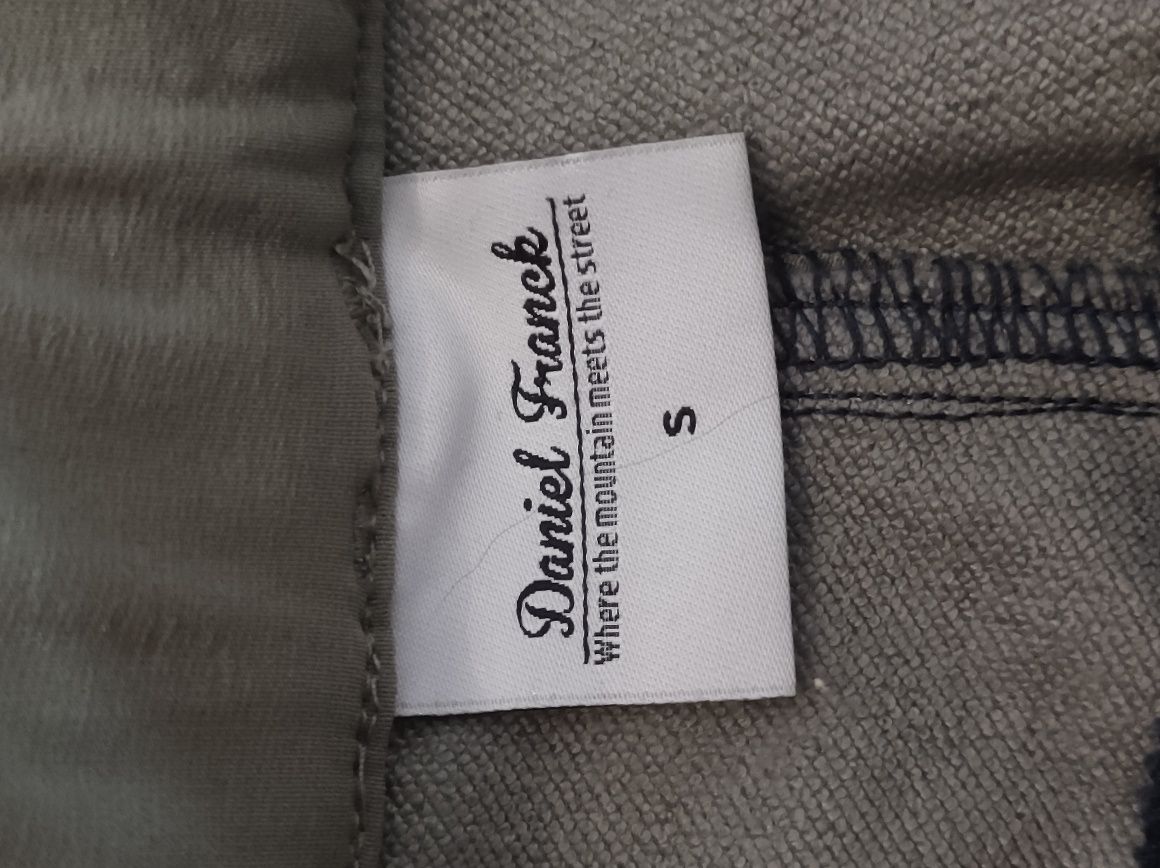 Daniel Franck
Where the mountain meets the street
S